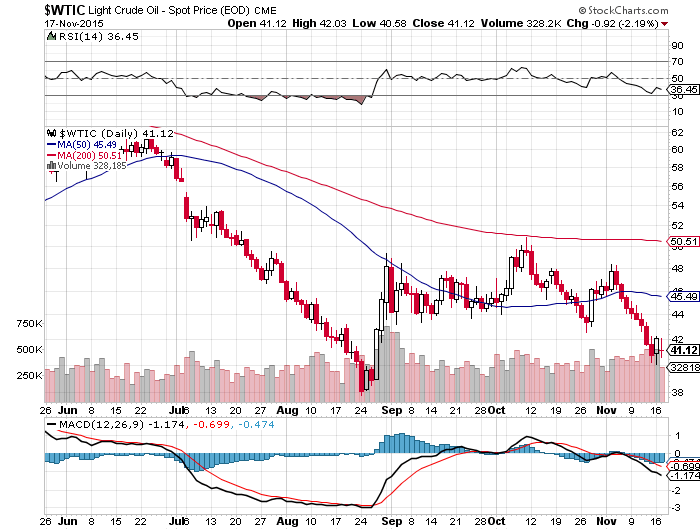 $WTIC Light Crude Oil - Spot Price (EOD) CME © StockCharts.com
17-Nov-2015 Open 41.12 High 42.03 Low 40.58 Close 41.12 Volume 328.2K Chg -0.92 (-2.19%)
RSI(14) 36.45
90
70
50
36.45
30
10
$WTIC (Daily) 41.12
MA(50) 45.49
MA(200) 50.51
Volume 328,185
60
58
56
54
52
50.51
50
48
46
45.49
44
750K
42
500K
41.12
32818
250K
38
26 Jun 8 15 22 Jul 6 13 20 27 Aug 10 17 24 Sep 8 14 21 28 Oct 12 19 26 Nov 9 16
MACD(12,26,9) -1.174, -0.699, -0.474
1
0
-0.474
-0.699
-1.174
-2
-3
26 Jun 8 15 22 Jul 6 13 20 27 Aug 10 17 24 Sep 8 14 21 28 Oct 12 19 26 Nov 9 16